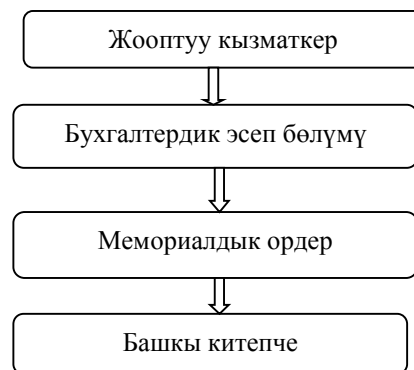 Жооптуу кызматкер
Бухгалтердик эсеп бөлүмү
Мемориалдык ордер
Башкы китепче